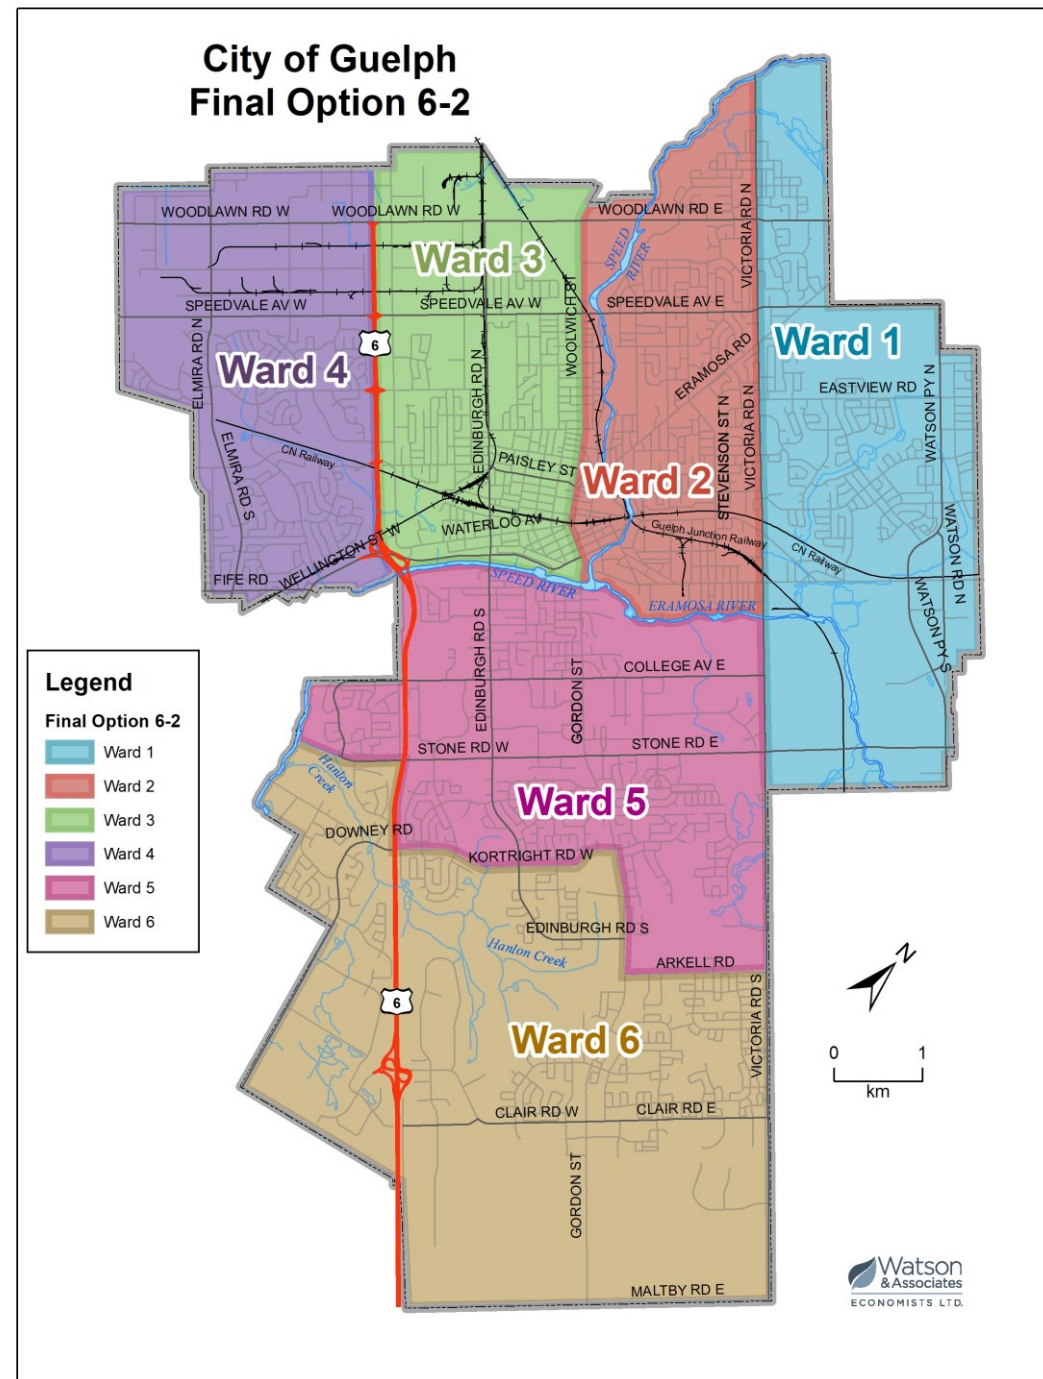 City of Guelph
Final Option 6-2
WOODLAWN RD W
WOODLAWN RD W
WOODLAWN RD E
SPEED
RIVER
VICTORIA RD N
Ward 3
SPEEDVALE AV W
SPEEDVALE AV W
SPEEDVALE AV E
WOOLWICH ST
6
Ward 4
ELMIRA RD N
EDINBURGH RD N
ERAMOSA RD
Ward 1
EASTVIEW RD
WATSON PY N
STEVENSON ST N
VICTORIA RD N
ELMIRA RD S
CN Railway
PAISLEY ST
Ward 2
WATERLOO AV
Guelph Junction Railway
CN Railway
WATSON RD N
WELLINGTON ST W
FIFE RD
SPEED RIVER
ERAMOSA RIVER
WATSON PY S
EDINBURGH RD S
GORDON ST
COLLEGE AV E
STONE RD W
STONE RD E
Hanlon
Creek
Ward 5
DOWNEY RD
KORTRIGHT RD W
EDINBURGH RD S
Hanlon Creek
ARKELL RD
6
Ward 6
VICTORIA RD S
CLAIR RD W
CLAIR RD E
GORDON ST
MALTBY RD E
Legend
Final Option 6-2
Ward 1
Ward 2
Ward 3
Ward 4
Ward 5
Ward 6
N
0 1
km
Watson
& Associates
ECONOMISTS LTD.